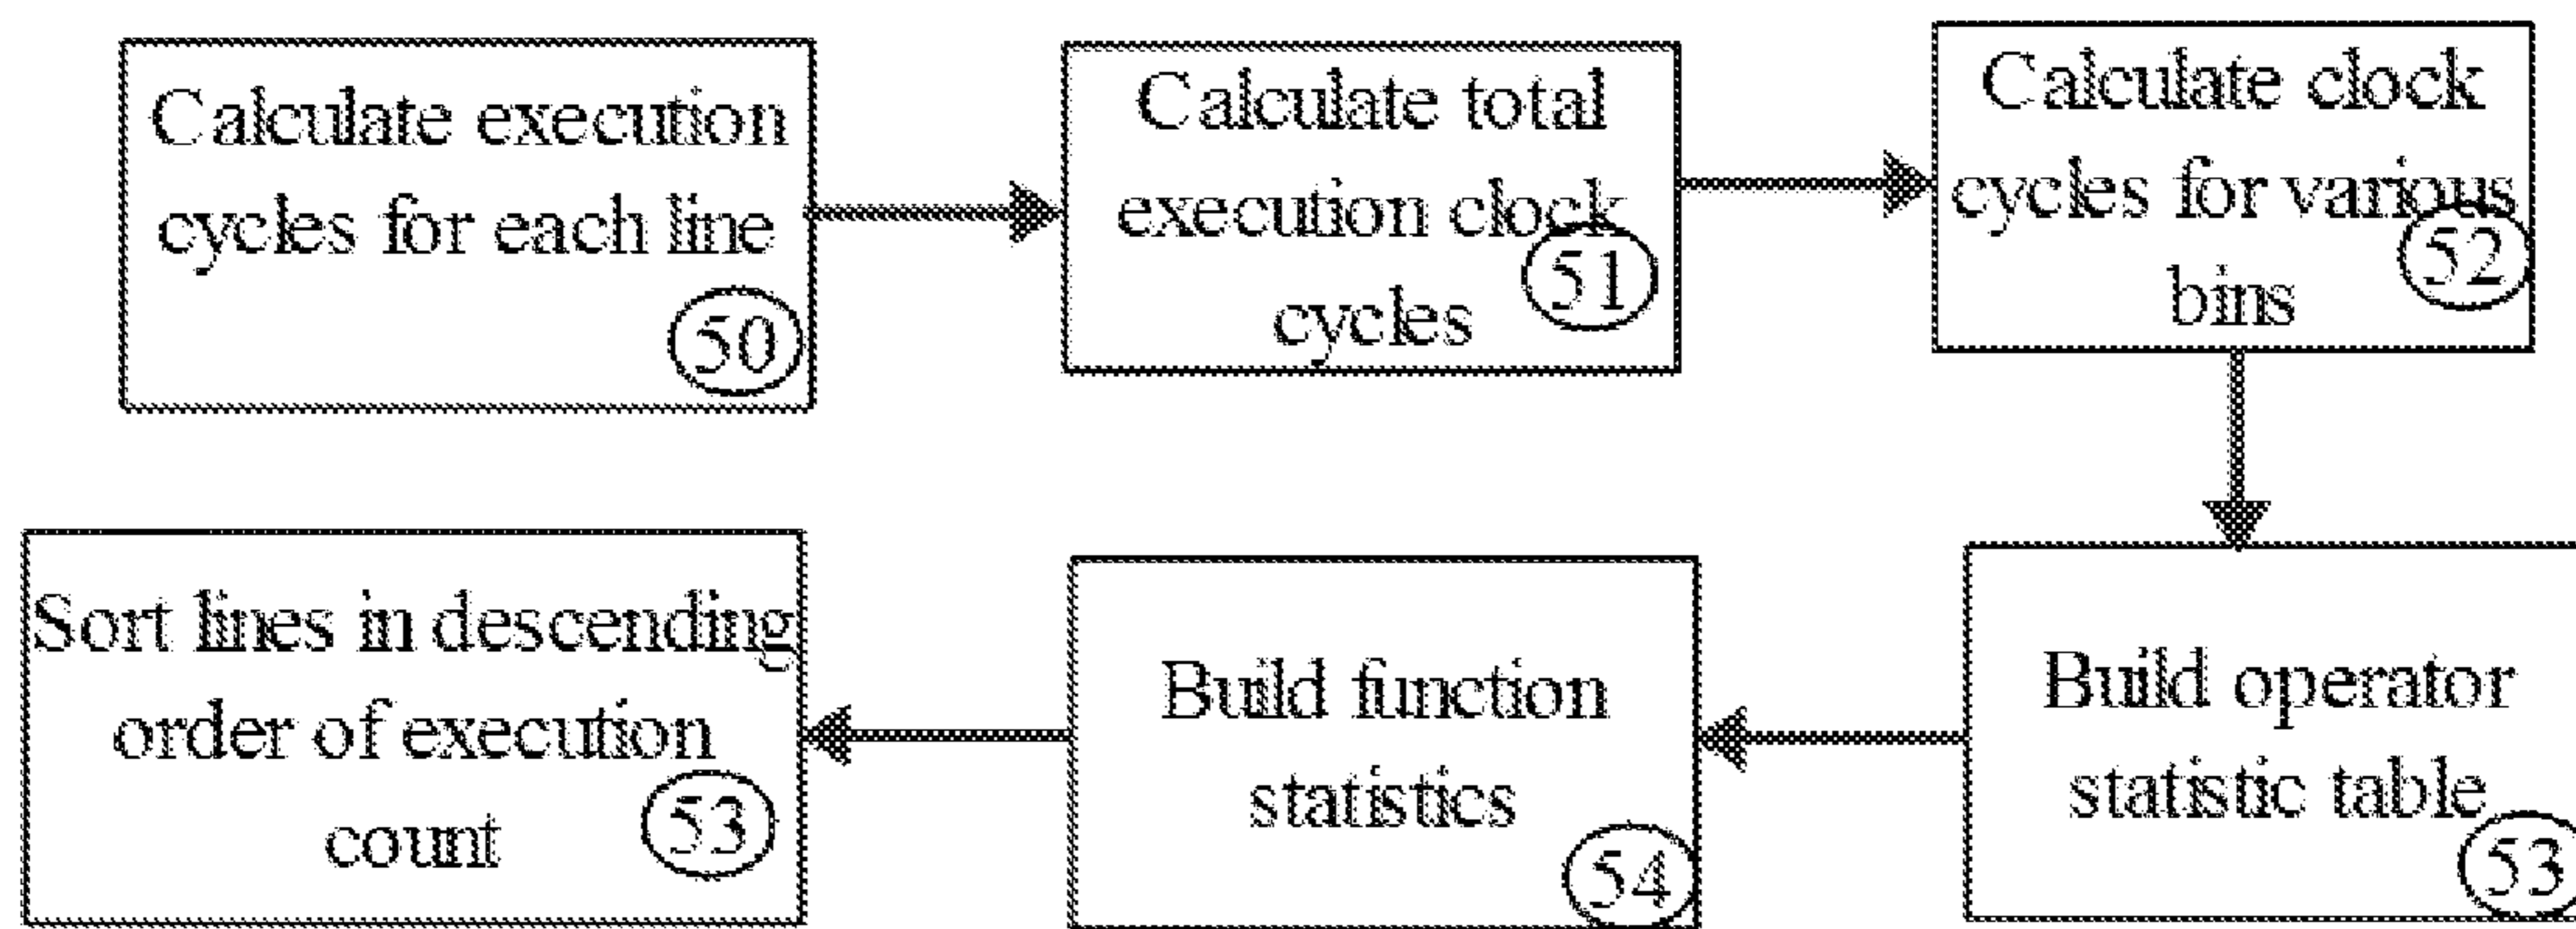 Calculate execution
cycles for each line
50
Calculate total
execution clock
cycles
51
Calculate clock
cycles for various
bins
52
Build operator
statistic table
53
Build function
statistics
54
Sort lines in descending
order of execution
count
53